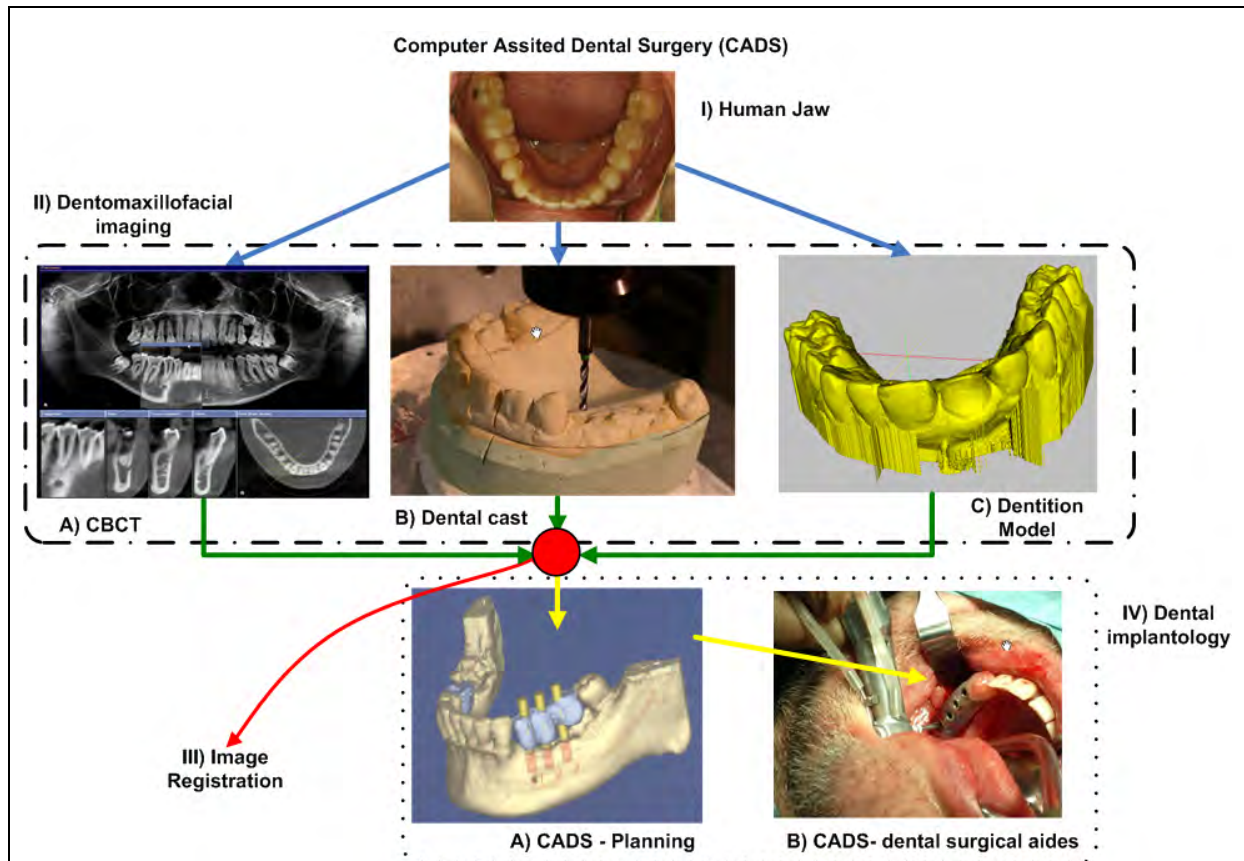 Computer Assited Dental Surgery (CADS)
I) Human Jaw
II) Dentomaxillofacial
imaging
A) CBCT
B) Dental cast
C) Dentition
Model
IV) Dental
implantology
III) Image
Registration
A) CADS - Planning
B) CADS- dental surgical aides